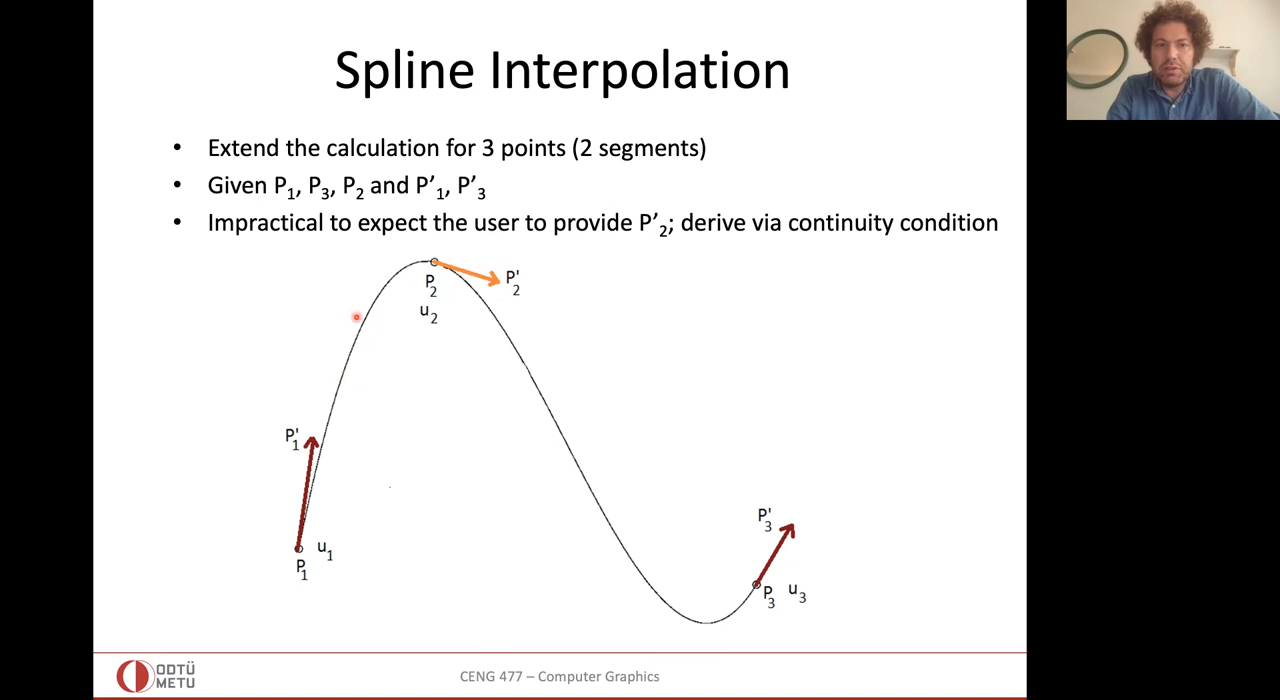 Spline Interpolation
• Extend the calculation for 3 points (2 segments)
• Given P₁, P₃, P₂ and P’₁, P’₃
• Impractical to expect the user to provide P’₂; derive via continuity condition
P₂
u₂
P'₂
P'₁
u₁
P₁
P'₃
P₃ u₃
ODTÜ
METU
CENG 477 – Computer Graphics